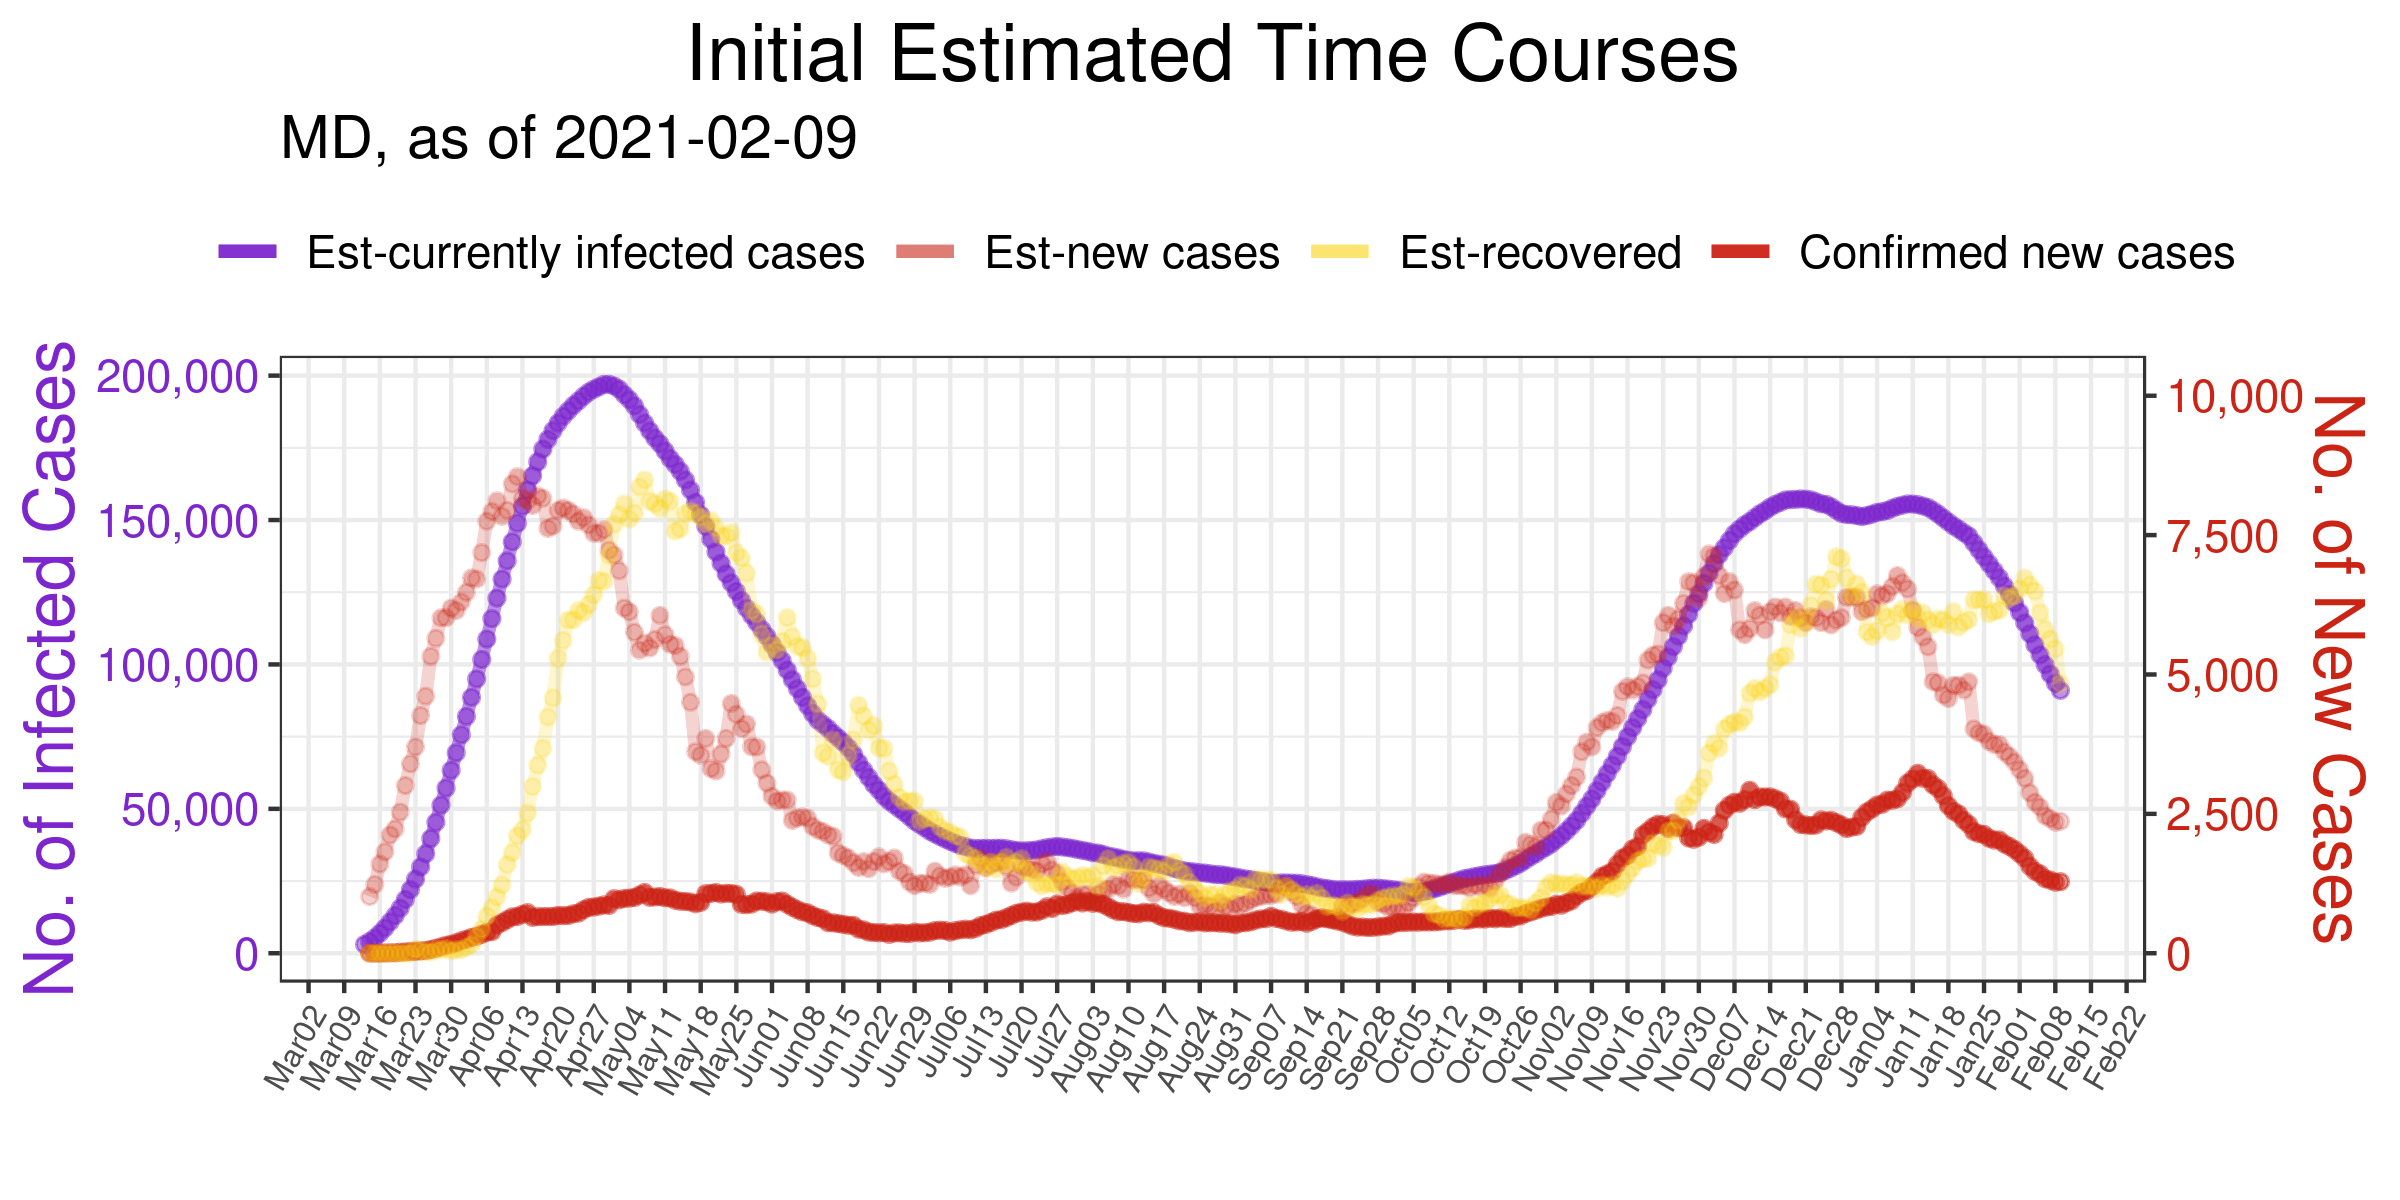 Initial Estimated Time Courses
MD, as of 2021-02-09
Est-currently infected cases
Est-new cases
Est-recovered
Confirmed new cases
No. of Infected Cases
200,000
150,000
100,000
50,000
0
10,000
7,500
5,000
2,500
0
No. of New Cases
Mar02
Mar09
Mar16
Mar23
Mar30
Apr06
Apr13
Apr20
Apr27
May04
May11
May18
May25
Jun01
Jun08
Jun15
Jun22
Jun29
Jul06
Jul13
Jul20
Jul27
Aug03
Aug10
Aug17
Aug24
Aug31
Sep07
Sep14
Sep21
Sep28
Oct05
Oct12
Oct19
Oct26
Nov02
Nov09
Nov16
Nov23
Nov30
Dec07
Dec14
Dec21
Dec28
Jan04
Jan11
Jan18
Jan25
Feb01
Feb08
Feb15
Feb22